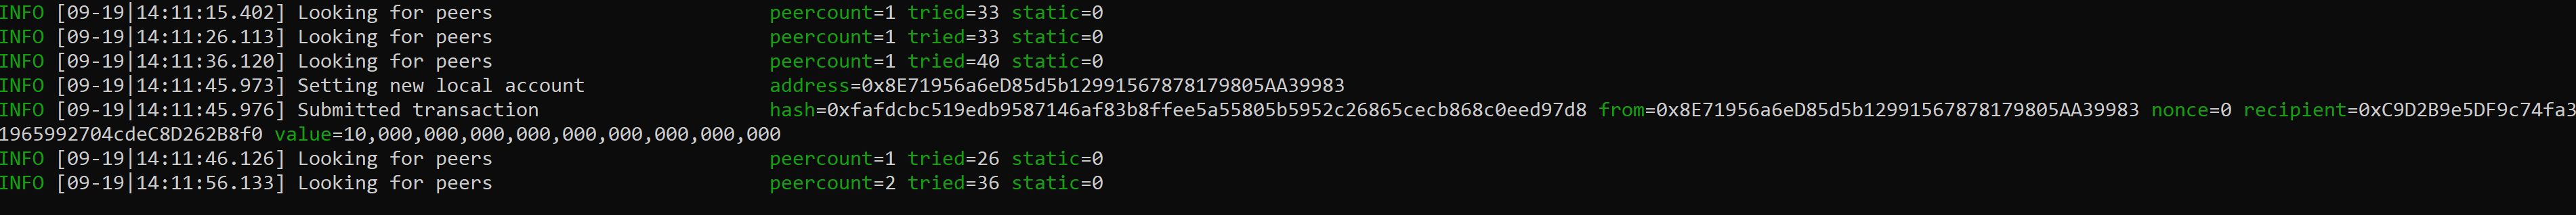 INFO [09-19|14:11:15.402] Looking for peers peercount=1 tried=33 static=0
INFO [09-19|14:11:26.113] Looking for peers peercount=1 tried=33 static=0
INFO [09-19|14:11:36.120] Looking for peers peercount=1 tried=40 static=0
INFO [09-19|14:11:45.973] Setting new local account address=0x8E71956a6eD85d5b12991567878179805AA39983
INFO [09-19|14:11:45.976] Submitted transaction hash=0xfafdcbc519edb9587146af83b8ffee5a55805b5952c26865cecb868c0eed97d8 from=0x8E71956a6eD85d5b12991567878179805AA39983 nonce=0 recipient=0xC9D2B9e5DF9c74fa3
1965992704cdeC8D262B8f0 value=10,000,000,000,000,000,000,000,000
INFO [09-19|14:11:46.126] Looking for peers peercount=1 tried=26 static=0
INFO [09-19|14:11:56.133] Looking for peers peercount=2 tried=36 static=0